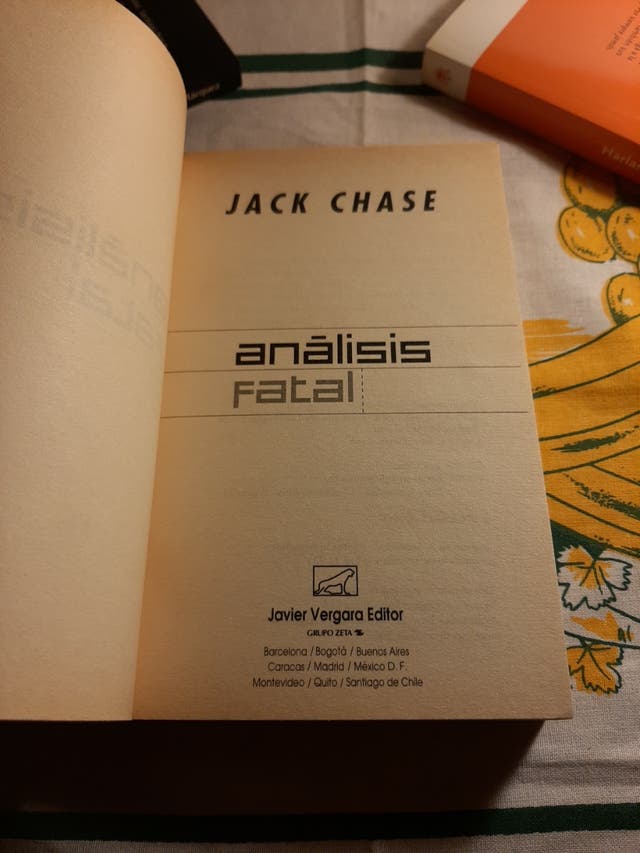 JACK CHASE
análisis
fatal
Javier Vergara Editor
GRUPO ZETA
Barcelona / Bogotá / Buenos Aires
Caracas / Madrid / México D. F.
Montevideo / Quito / Santiago de Chile